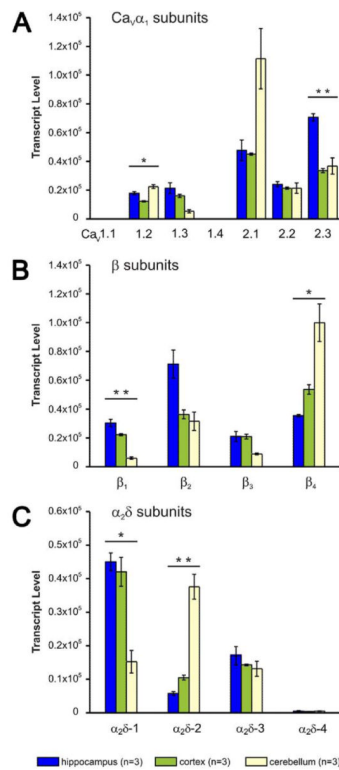 A Caᵥα₁ subunits
1.4x10⁵
1.2x10⁵
1.0x10⁵
0.8x10⁵
0.6x10⁵
0.4x10⁵
0.2x10⁵
Transcript Level
*
**
Caᵥ1.1 1.2 1.3 1.4 2.1 2.2 2.3
B β subunits
1.4x10⁵
1.2x10⁵
1.0x10⁵
0.8x10⁵
0.6x10⁵
0.4x10⁵
0.2x10⁵
Transcript Level
**
*
β₁ β₂ β₃ β₄
C α₂δ subunits
0.6x10⁵
0.5x10⁵
0.4x10⁵
0.3x10⁵
0.2x10⁵
0.1x10⁵
0
Transcript Level
*
**
α₂δ-1 α₂δ-2 α₂δ-3 α₂δ-4
hippocampus (n=3) cortex (n=3) cerebellum (n=3)